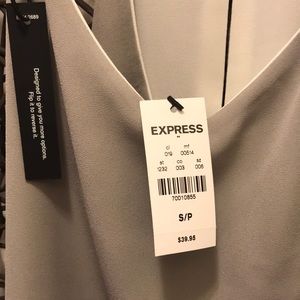 Designed to give you more options.
Flip it to reverse it.
EXPRESS
cl mf
019 00514
st co sz
1232 003 006
70010855
S/P
$39.95